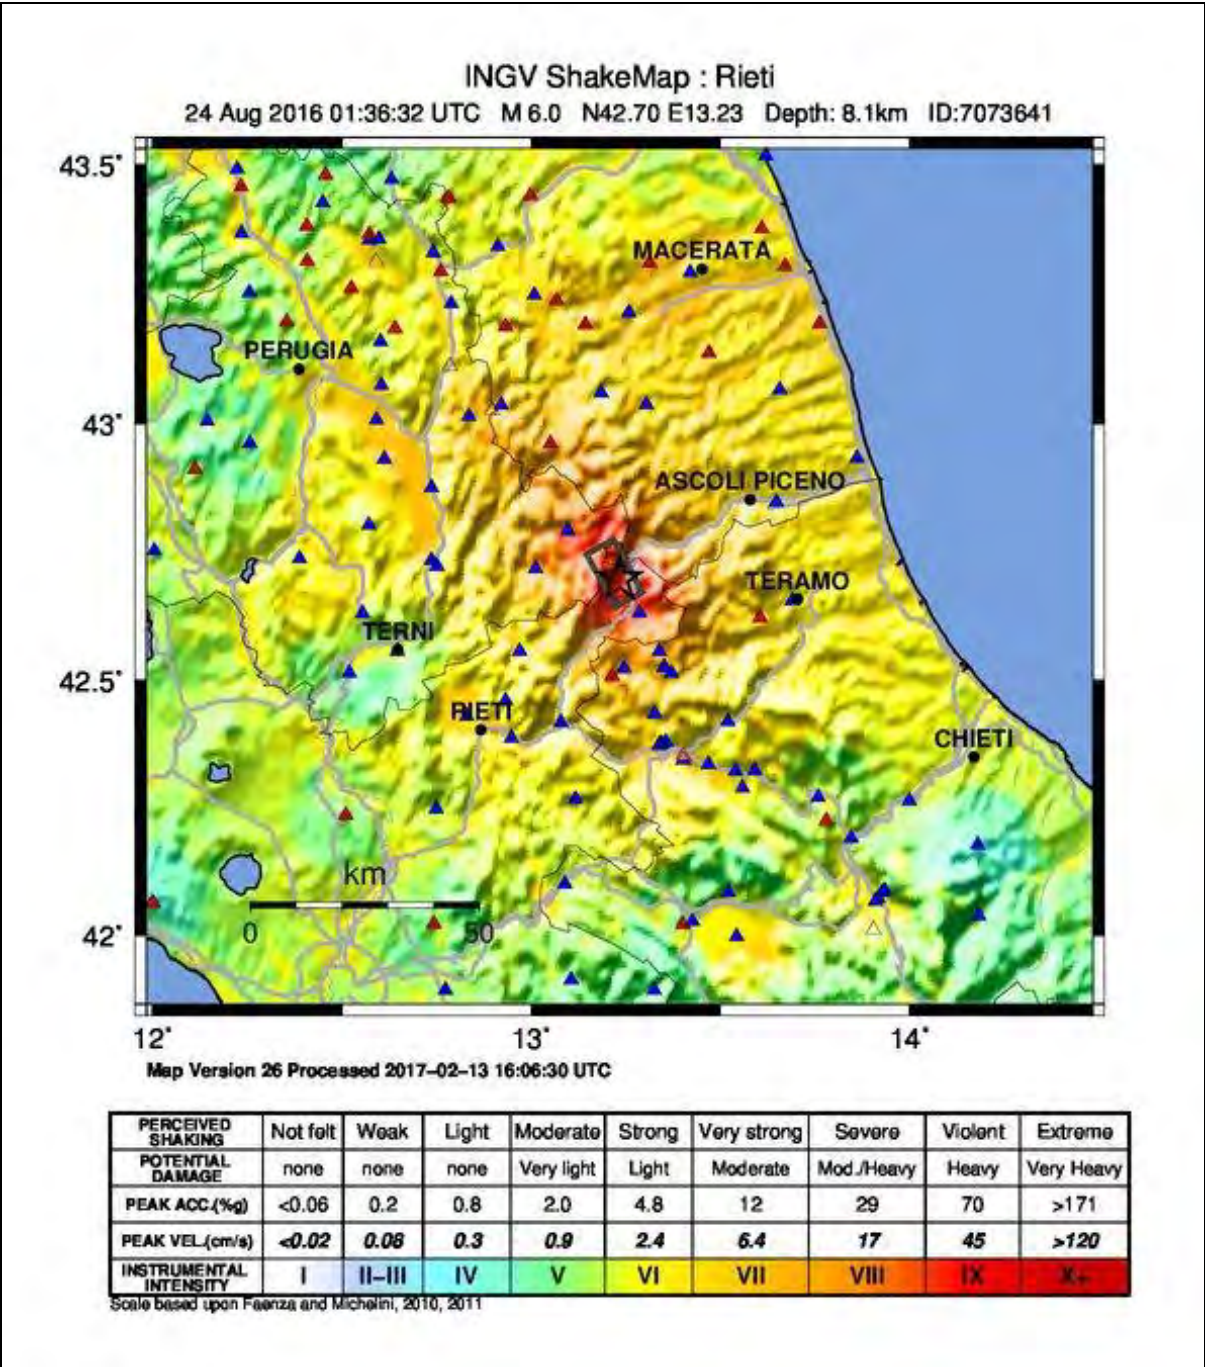 INGV ShakeMap : Rieti
24 Aug 2016 01:36:32 UTC M 6.0 N42.70 E13.23 Depth: 8.1km ID:7073641
43.5°
MACERATA
PERUGIA
43°
ASCOLI PICENO
TERAMO
TERNI
42.5°
RIETI
CHIETI
km
0 50
42°
12° 13° 14°
Map Version 26 Processed 2017-02-13 16:06:30 UTC
PERCEIVED SHAKING Not felt Weak Light Moderate Strong Very strong Severe Violent Extreme
POTENTIAL DAMAGE none none none Very light Light Moderate Mod./Heavy Heavy Very Heavy
PEAK ACC.(%g) <0.06 0.2 0.8 2.0 4.8 12 29 70 >171
PEAK VEL.(cm/s) <0.02 0.08 0.3 0.9 2.4 6.4 17 45 >120
INSTRUMENTAL INTENSITY I II-III IV V VI VII VIII IX X+
Scale based upon Faenza and Michelini, 2010, 2011